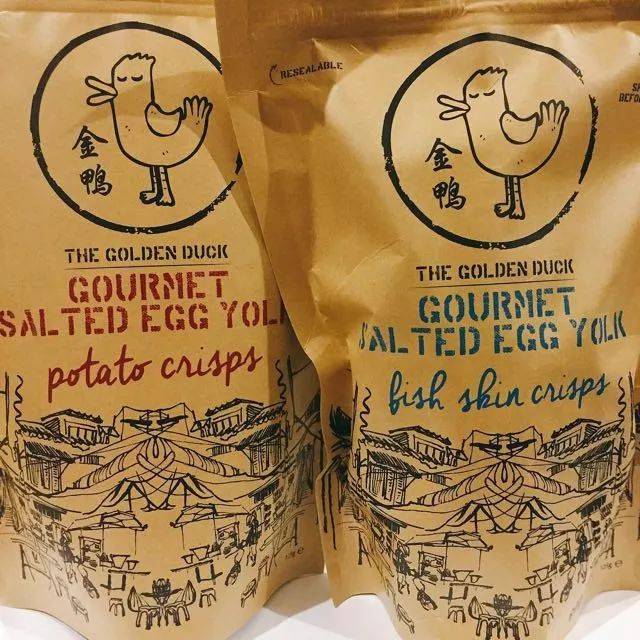 金
鴨
THE GOLDEN DUCK
GOURMET
SALTED EGG YOLK
potato crisps
RESEALABLE
金
鴨
THE GOLDEN DUCK
GOURMET
SALTED EGG YOLK
fish skin crisps